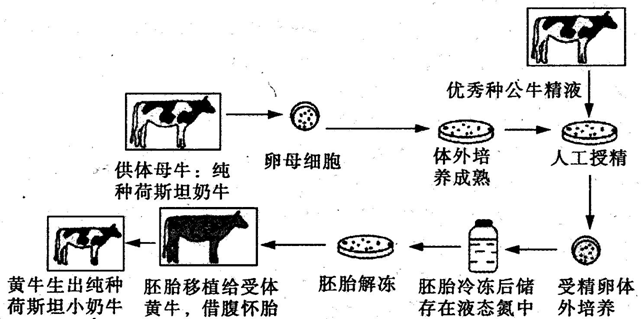 优秀种公牛精液
供体母牛：纯
种荷斯坦奶牛
卵母细胞
体外培
养成熟
人工授精
黄牛生出纯种
荷斯坦小奶牛
胚胎移植给受体
黄牛，借腹怀胎
胚胎解冻
胚胎冷冻后储
存在液态氮中
受精卵体
外培养